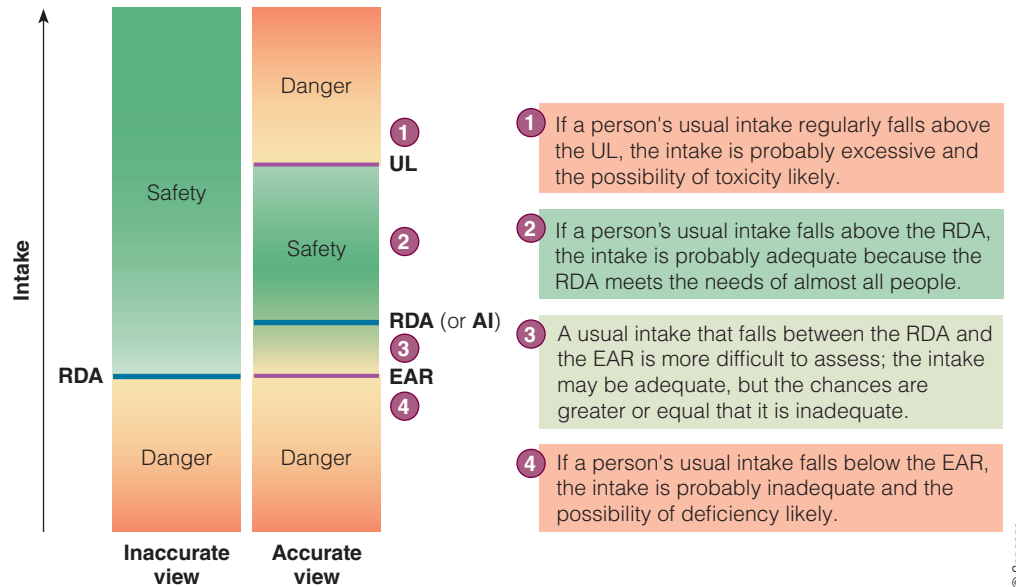 Intake
Safety
RDA
Danger
Inaccurate
view
Danger
1
UL
Safety
2
RDA (or AI)
3
EAR
4
Danger
Accurate
view
1 If a person's usual intake regularly falls above
the UL, the intake is probably excessive and
the possibility of toxicity likely.
2 If a person's usual intake falls above the RDA,
the intake is probably adequate because the
RDA meets the needs of almost all people.
3 A usual intake that falls between the RDA and
the EAR is more difficult to assess; the intake
may be adequate, but the chances are
greater or equal that it is inadequate.
4 If a person's usual intake falls below the EAR,
the intake is probably inadequate and the
possibility of deficiency likely.